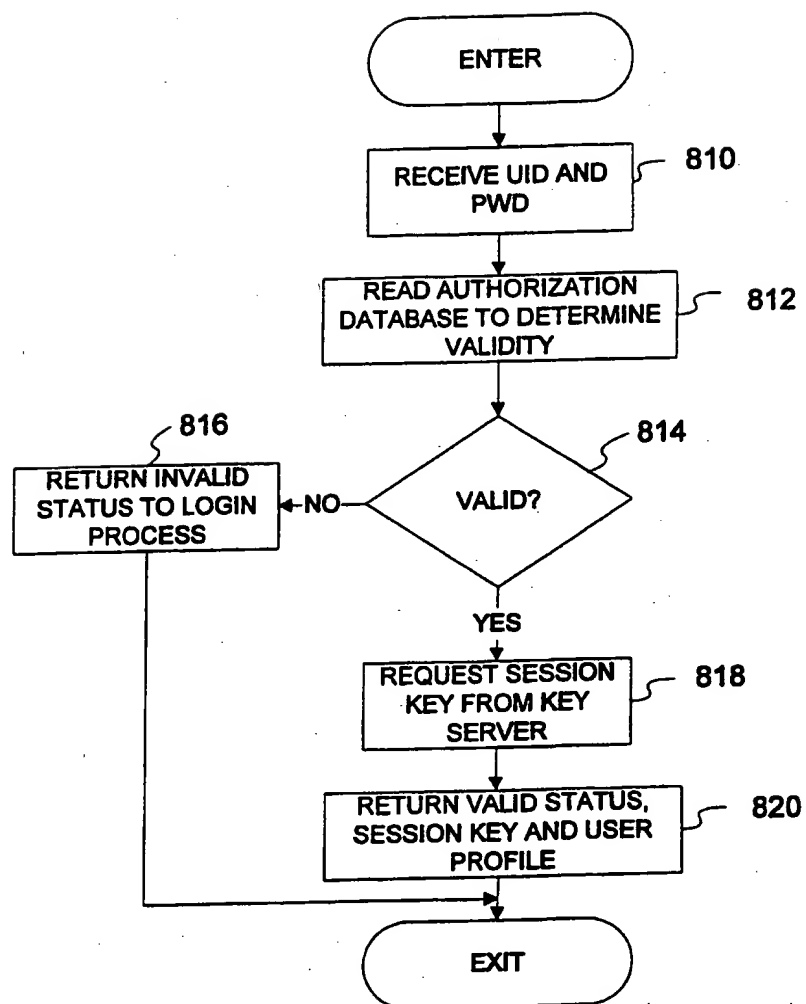 ENTER
RECEIVE UID AND
PWD
810
READ AUTHORIZATION
DATABASE TO DETERMINE
VALIDITY
812
816
814
RETURN INVALID
STATUS TO LOGIN
PROCESS
NO
VALID?
YES
REQUEST SESSION
KEY FROM KEY
SERVER
818
RETURN VALID STATUS,
SESSION KEY AND USER
PROFILE
820
EXIT